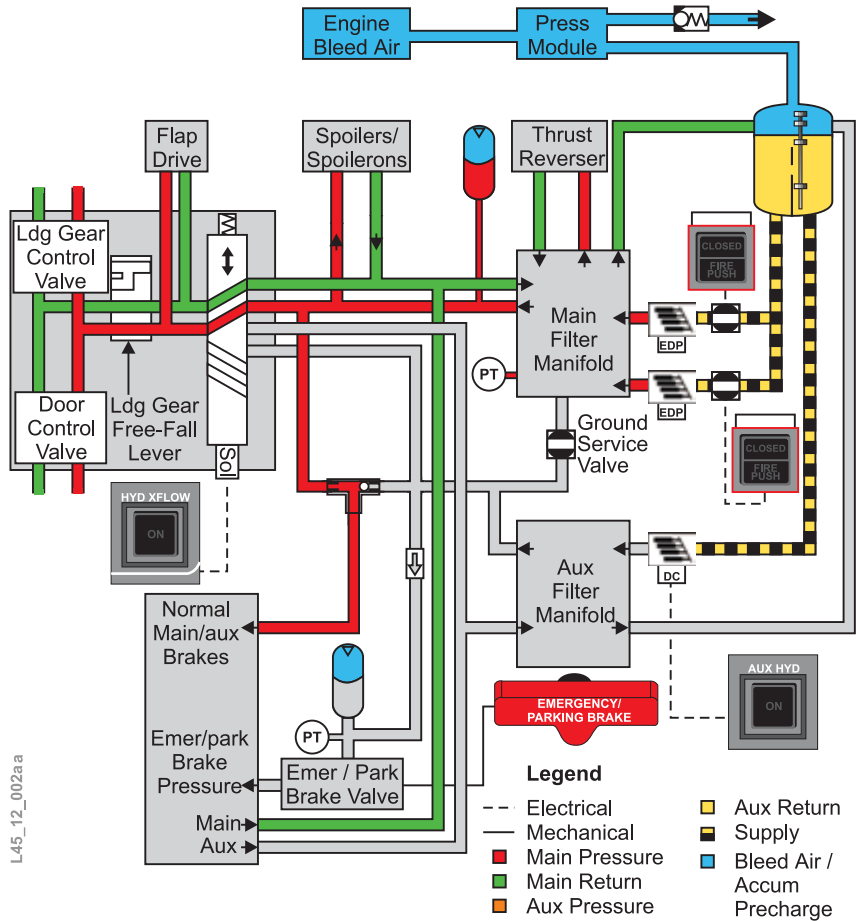 Engine
Bleed Air
Press
Module
Flap
Drive
Spoilers/
Spoilerons
Thrust
Reverser
Ldg Gear
Control
Valve
CLOSED
FIRE
PUSH
Main
Filter
Manifold
EDP
PT
EDP
Door
Control
Valve
Ldg Gear
Free-Fall
Lever
Sol
Ground
Service
Valve
CLOSED
FIRE
PUSH
HYD XFLOW
ON
Aux
Filter
Manifold
DC
Normal
Main/aux
Brakes
AUX HYD
ON
EMERGENCY/
PARKING BRAKE
PT
Emer/park
Brake
Pressure
Emer / Park
Brake Valve
Main
Aux
Legend
Electrical
Mechanical
Main Pressure
Main Return
Aux Pressure
Aux Return
Supply
Bleed Air /
Accum
Precharge
L45_12_002aa